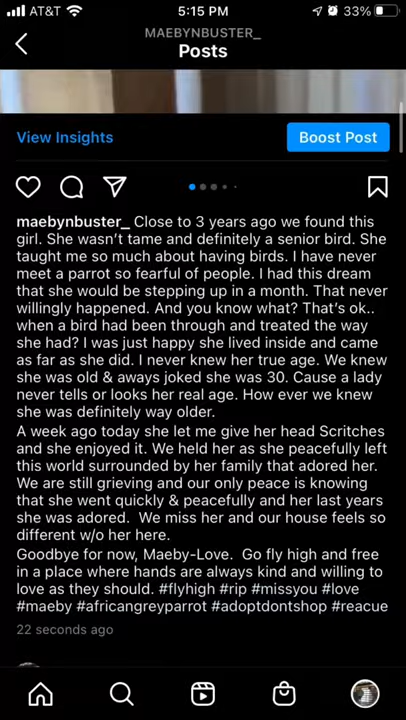 AT&T 5:15 PM 33%
MAEBYNBUSTER_
Posts
View Insights
Boost Post
maebynbuster_ Close to 3 years ago we found this
girl. She wasn't tame and definitely a senior bird. She
taught me so much about having birds. I have never
meet a parrot so fearful of people. I had this dream
that she would be stepping up in a month. That never
willingly happened. And you know what? That's ok..
when a bird had been through and treated the way
she had? I was just happy she lived inside and came
as far as she did. I never knew her true age. We knew
she was old & aways joked she was 30. Cause a lady
never tells or looks her real age. How ever we knew
she was definitely way older.
A week ago today she let me give her head Scritches
and she enjoyed it. We held her as she peacefully left
this world surrounded by her family that adored her.
We are still grieving and our only peace is knowing
that she went quickly & peacefully and her last years
she was adored.  We miss her and our house feels so
different w/o her here.
Goodbye for now, Maeby-Love.  Go fly high and free
in a place where hands are always kind and willing to
love as they should. #flyhigh #rip #missyou #love
#maeby #africangreyparrot #adoptdontshop #reacue
22 seconds ago